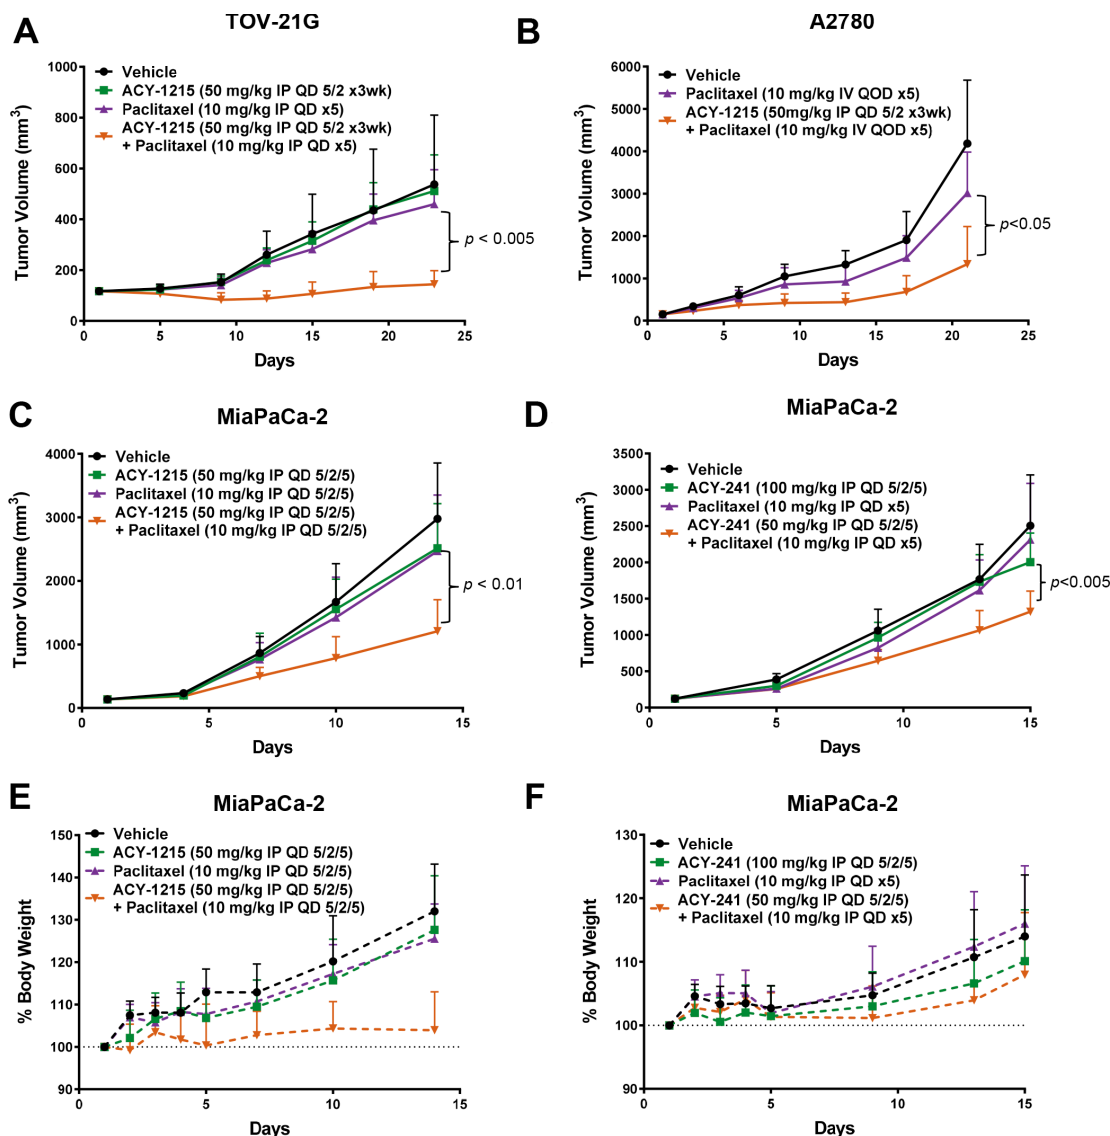 A
TOV-21G
Tumor Volume (mm3)
1000
800
600
400
200
0
Vehicle
ACY-1215 (50 mg/kg IP QD 5/2 x3wk)
Paclitaxel (10 mg/kg IP QD x5)
ACY-1215 (50 mg/kg IP QD 5/2 x3wk)
+ Paclitaxel (10 mg/kg IP QD x5)
p < 0.005
0 5 10 15 20 25
Days
B
A2780
Tumor Volume (mm3)
6000
5000
4000
3000
2000
1000
0
Vehicle
Paclitaxel (10 mg/kg IV QOD x5)
ACY-1215 (50mg/kg IP QD 5/2 x3wk)
+ Paclitaxel (10 mg/kg IV QOD x5)
p<0.05
0 5 10 15 20 25
Days
C
MiaPaCa-2
Tumor Volume (mm3)
4000
3000
2000
1000
0
Vehicle
ACY-1215 (50 mg/kg IP QD 5/2/5)
Paclitaxel (10 mg/kg IP QD 5/2/5)
ACY-1215 (50 mg/kg IP QD 5/2/5)
+ Paclitaxel (10 mg/kg IP QD 5/2/5)
p < 0.01
0 5 10 15
Days
D
MiaPaCa-2
Tumor Volume (mm3)
3500
3000
2500
2000
1500
1000
500
0
Vehicle
ACY-241 (100 mg/kg IP QD 5/2/5)
Paclitaxel (10 mg/kg IP QD x5)
ACY-241 (50 mg/kg IP QD 5/2/5)
+ Paclitaxel (10 mg/kg IP QD x5)
p<0.005
0 5 10 15
Days
E
MiaPaCa-2
% Body Weight
150
140
130
120
110
100
90
Vehicle
ACY-1215 (50 mg/kg IP QD 5/2/5)
Paclitaxel (10 mg/kg IP QD 5/2/5)
ACY-1215 (50 mg/kg IP QD 5/2/5)
+ Paclitaxel (10 mg/kg IP QD 5/2/5)
0 5 10 15
Days
F
MiaPaCa-2
% Body Weight
130
120
110
100
90
Vehicle
ACY-241 (100 mg/kg IP QD 5/2/5)
Paclitaxel (10 mg/kg IP QD x5)
ACY-241 (50 mg/kg IP QD 5/2/5)
+ Paclitaxel (10 mg/kg IP QD x5)
0 5 10 15
Days